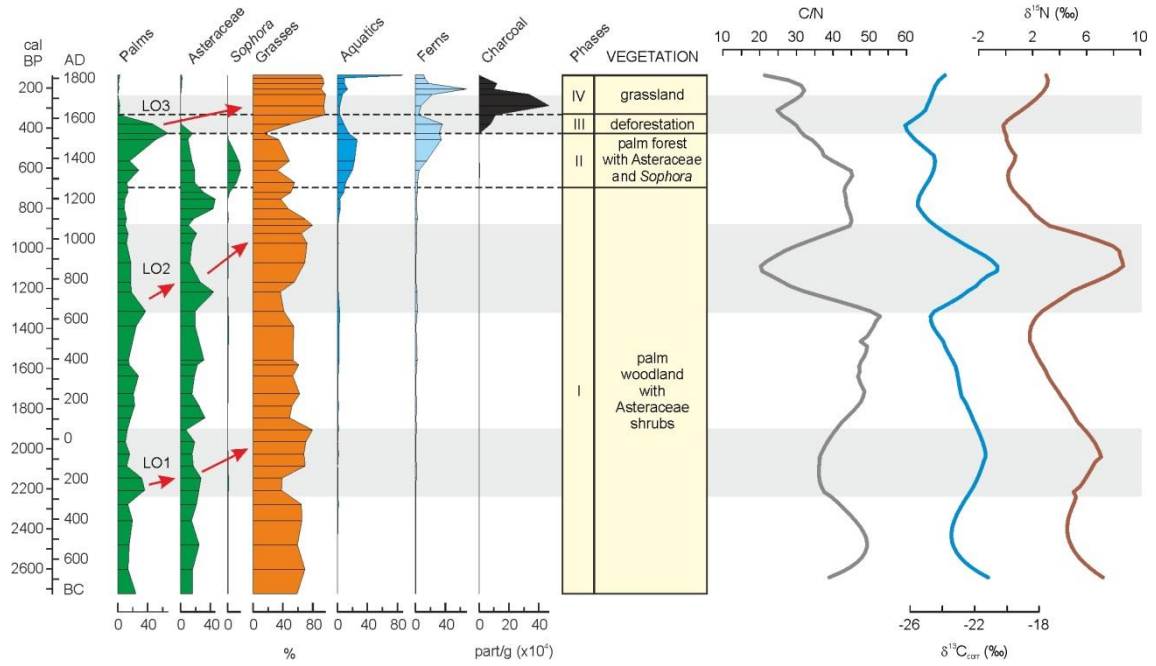 Palms
Asteraceae
Sophora
Grasses
Aquatics
Ferns
Charcoal
Phases
VEGETATION
C/N
δ¹⁵N (‰)
cal
BP
AD
10 20 30 40 50 60
-2 2 6 10
1800
200
LO3
IV
grassland
1600
III
deforestation
400
1400
II
palm forest
with Asteraceae
and Sophora
600
1200
800
1000
1000
LO2
800
1200
600
1400
400
1600
I
palm
woodland
with
Asteraceae
shrubs
200
1800
0
2000
LO1
200
2200
400
2400
600
2600
BC
0 40
0 40
0
0 40 80
0 40 80
0 40
0 20 40
%
part/g (x10⁴)
-26 -22 -18
δ¹³Ccorr (‰)